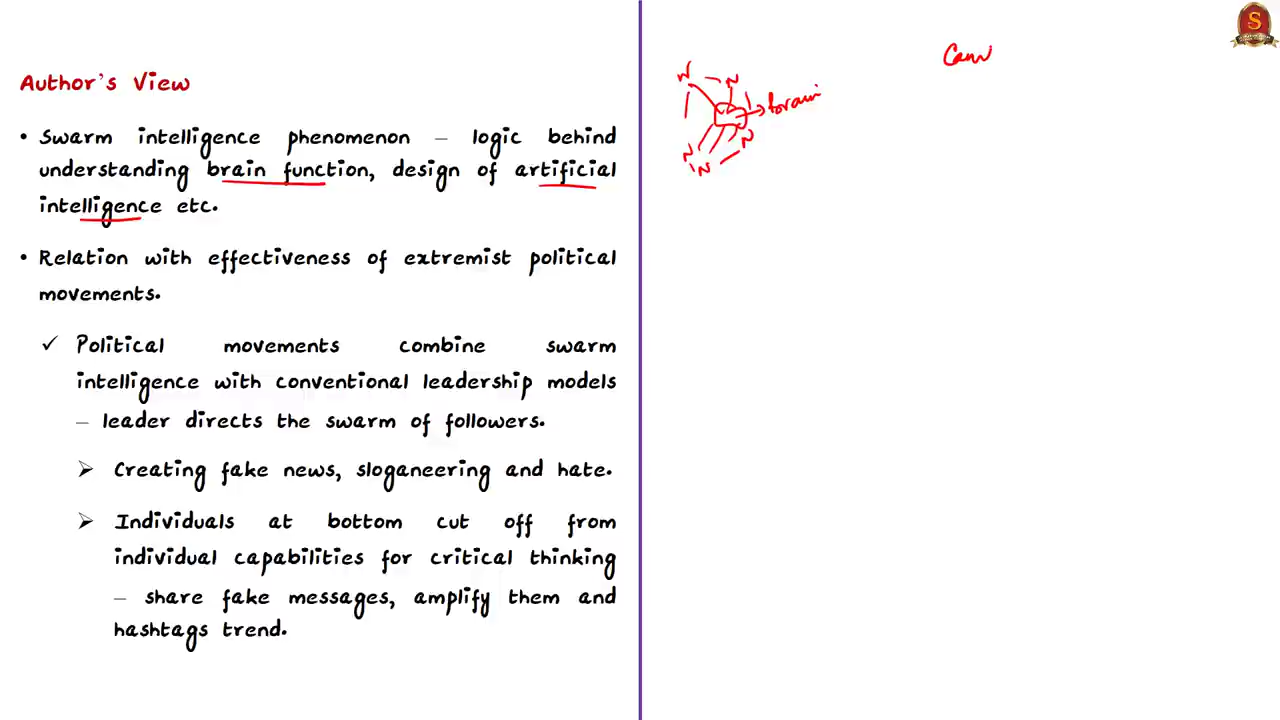 Author's View
• Swarm intelligence phenomenon – logic behind
understanding brain function, design of artificial
intelligence etc.
• Relation with effectiveness of extremist political
movements.
✓ Political movements combine swarm
intelligence with conventional leadership models
– leader directs the swarm of followers.
➢ Creating fake news, sloganeering and hate.
➢ Individuals at bottom cut off from
individual capabilities for critical thinking
– share fake messages, amplify them and
hashtags trend.
N N
brain
N
N
N
S